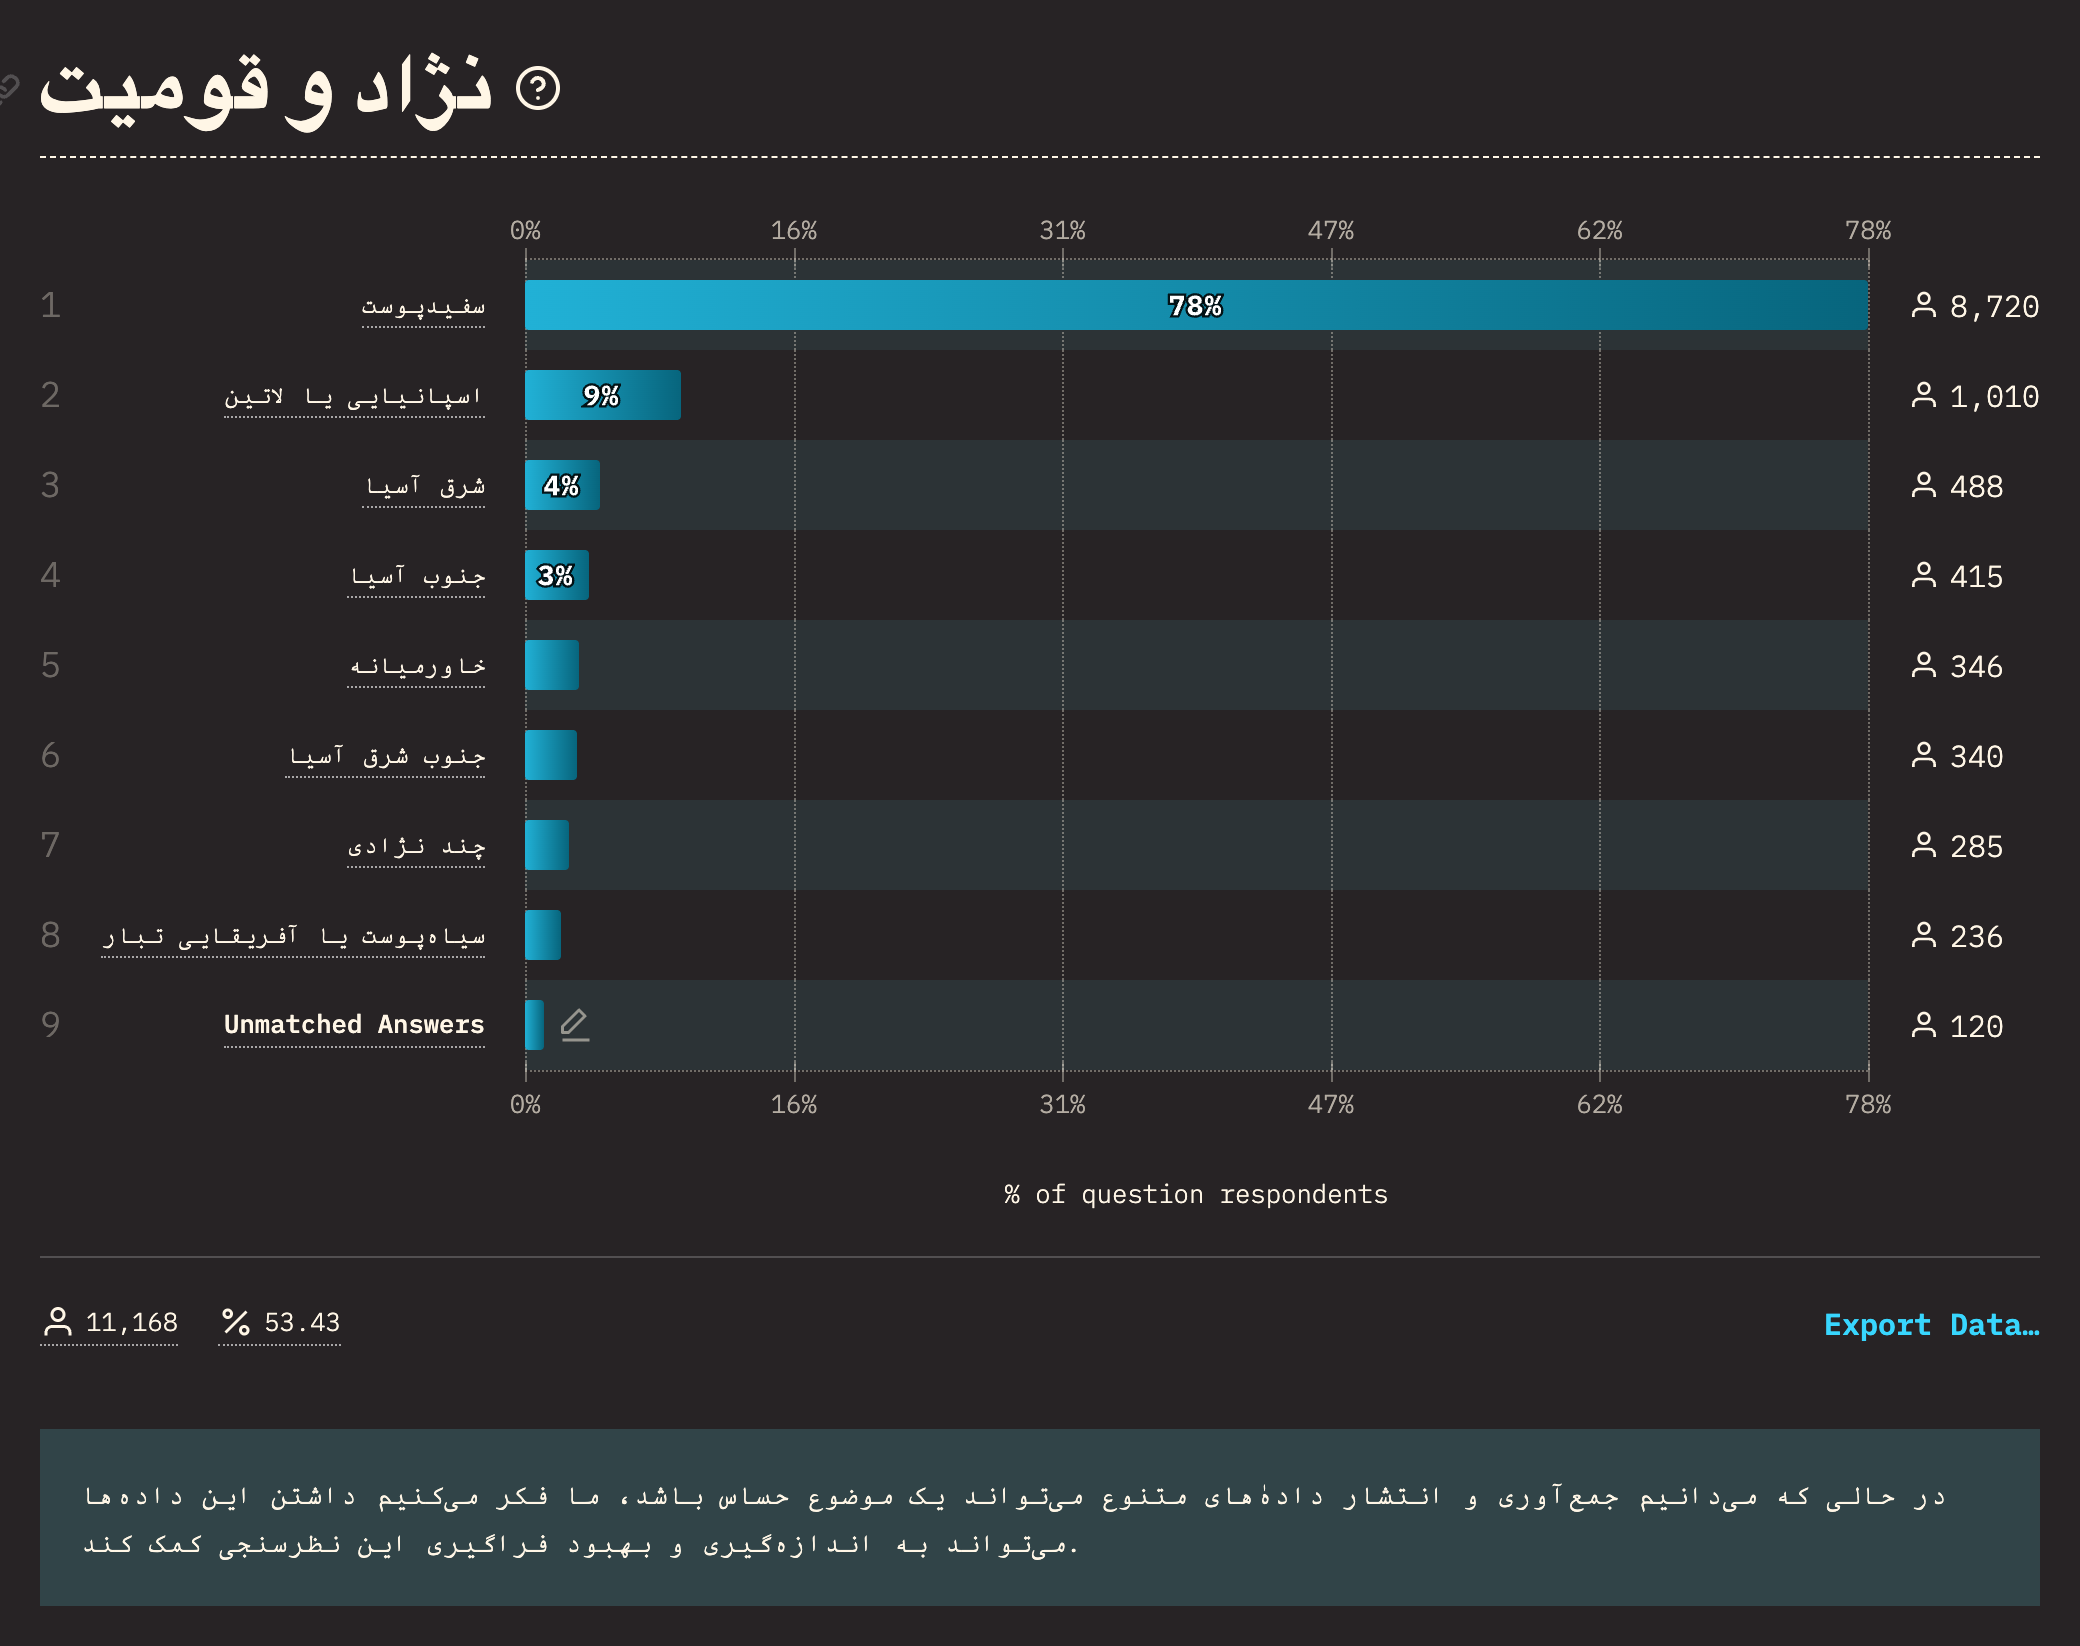 نژاد و قومیت
0% 16% 31% 47% 62% 78%
1 سفیدپوست 78% 8,720
2 اسپانیایی یا لاتین 9% 1,010
3 شرق آسیا 4% 488
4 جنوب آسیا 3% 415
5 خاورمیانه 346
6 جنوب شرق آسیا 340
7 چند نژادی 285
8 سیاه‌پوست یا آفریقایی تبار 236
9 Unmatched Answers 120
0% 16% 31% 47% 62% 78%
% of question respondents
11,168 % 53.43 Export Data…
در حالی که می‌دانیم جمع‌آوری و انتشار دادهٔ‌های متنوع می‌تواند یک موضوع حساس باشد، ما فکر می‌کنیم داشتن این داده‌ها
می‌تواند به اندازه‌گیری و بهبود فراگیری این نظرسنجی کمک کند.